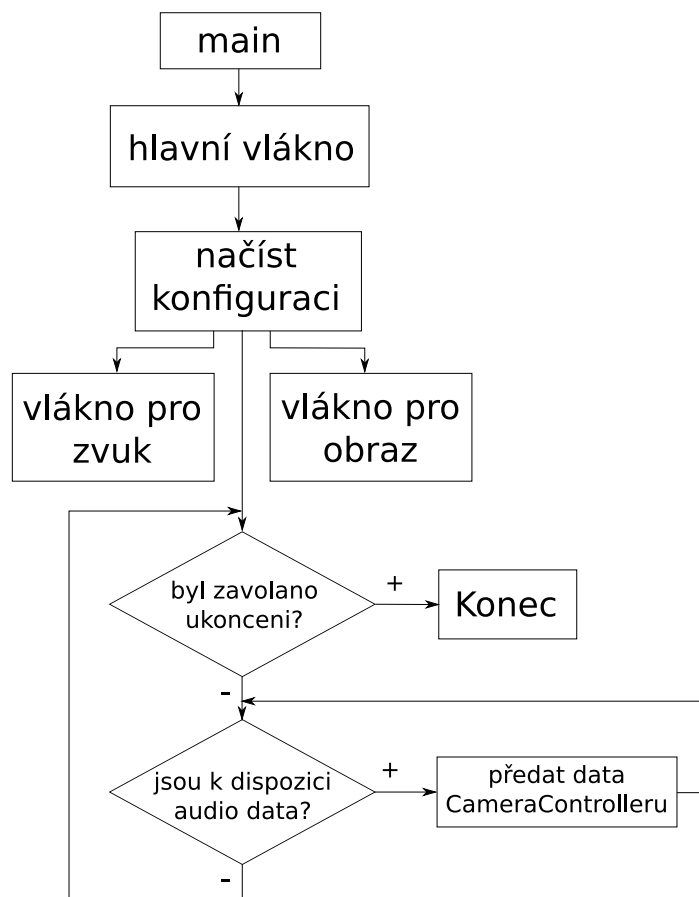 main
hlavní vlákno
načíst
konfiguraci
vlákno pro
zvuk
vlákno pro
obraz
byl zavolano
ukonceni?
+
Konec
-
jsou k dispozici
audio data?
+
předat data
CameraControlleru
-